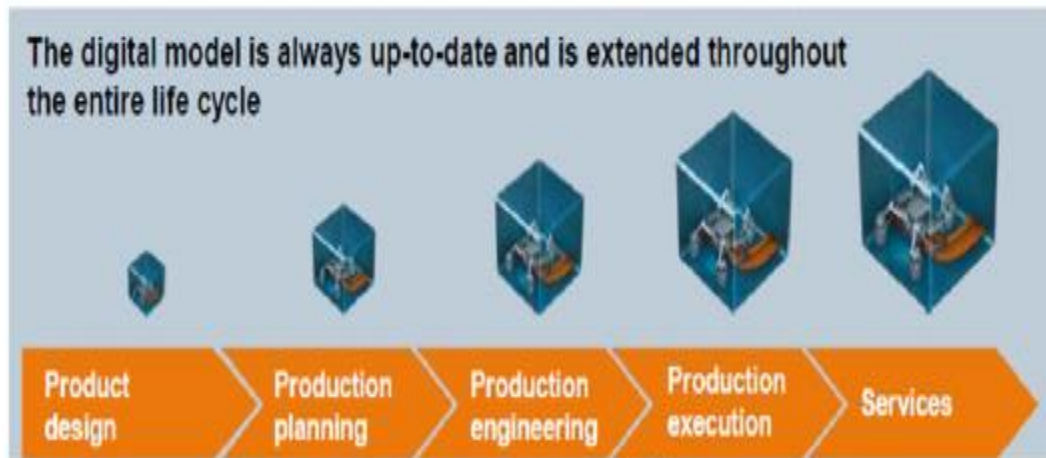 The digital model is always up-to-date and is extended throughout
the entire life cycle
Product
design
Production
planning
Production
engineering
Production
execution
Services